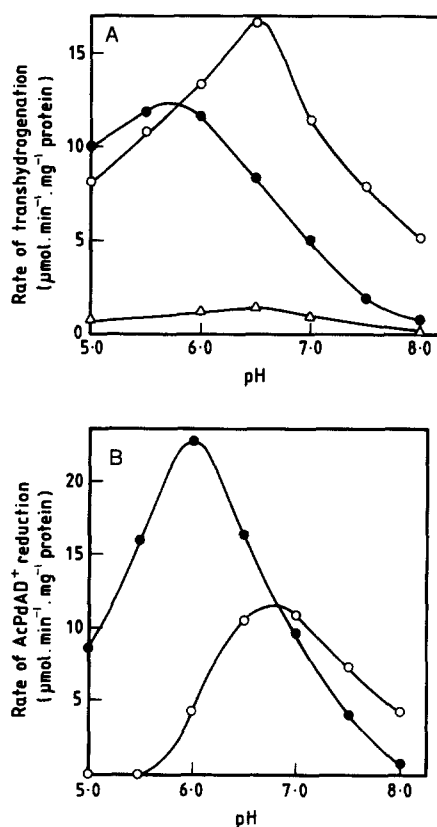 A
Rate of transhydrogenation
(µmol. min⁻¹. mg⁻¹ protein)
15
10
5
0
5·0
6·0
7·0
8·0
pH
B
Rate of AcPdAD⁺ reduction
(µmol. min⁻¹. mg⁻¹ protein)
20
15
10
5
5·0
6·0
7·0
8·0
pH